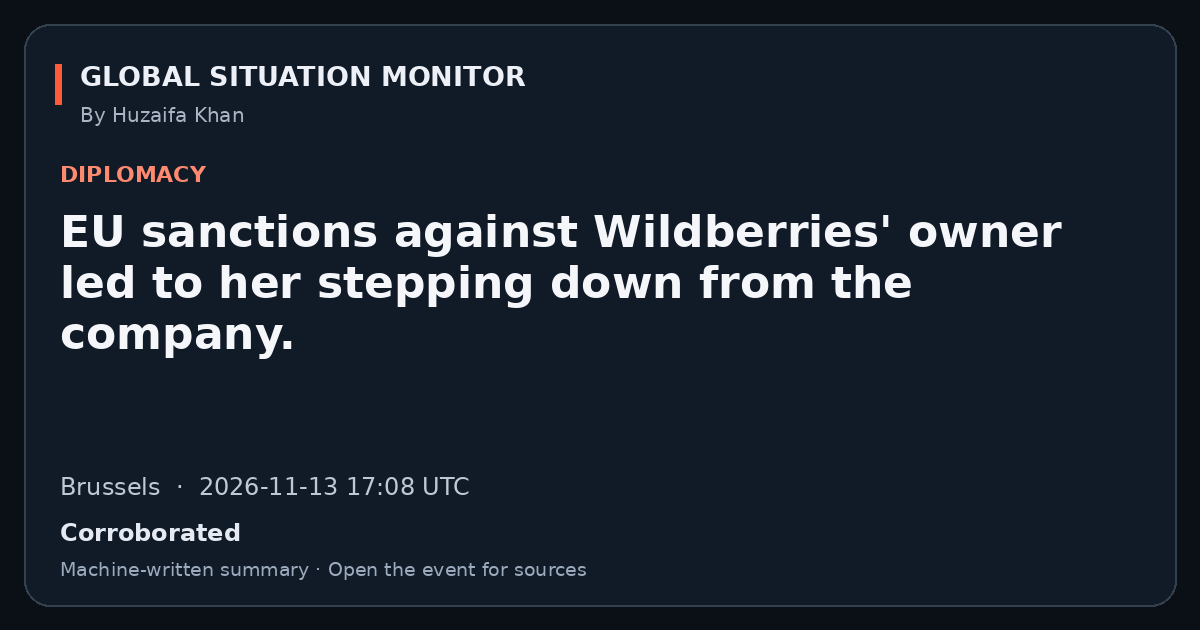 GLOBAL SITUATION MONITOR
By Huzaifa Khan
DIPLOMACY
EU sanctions against Wildberries' owner
led to her stepping down from the
company.
Brussels · 2026-11-13 17:08 UTC
Corroborated
Machine-written summary · Open the event for sources